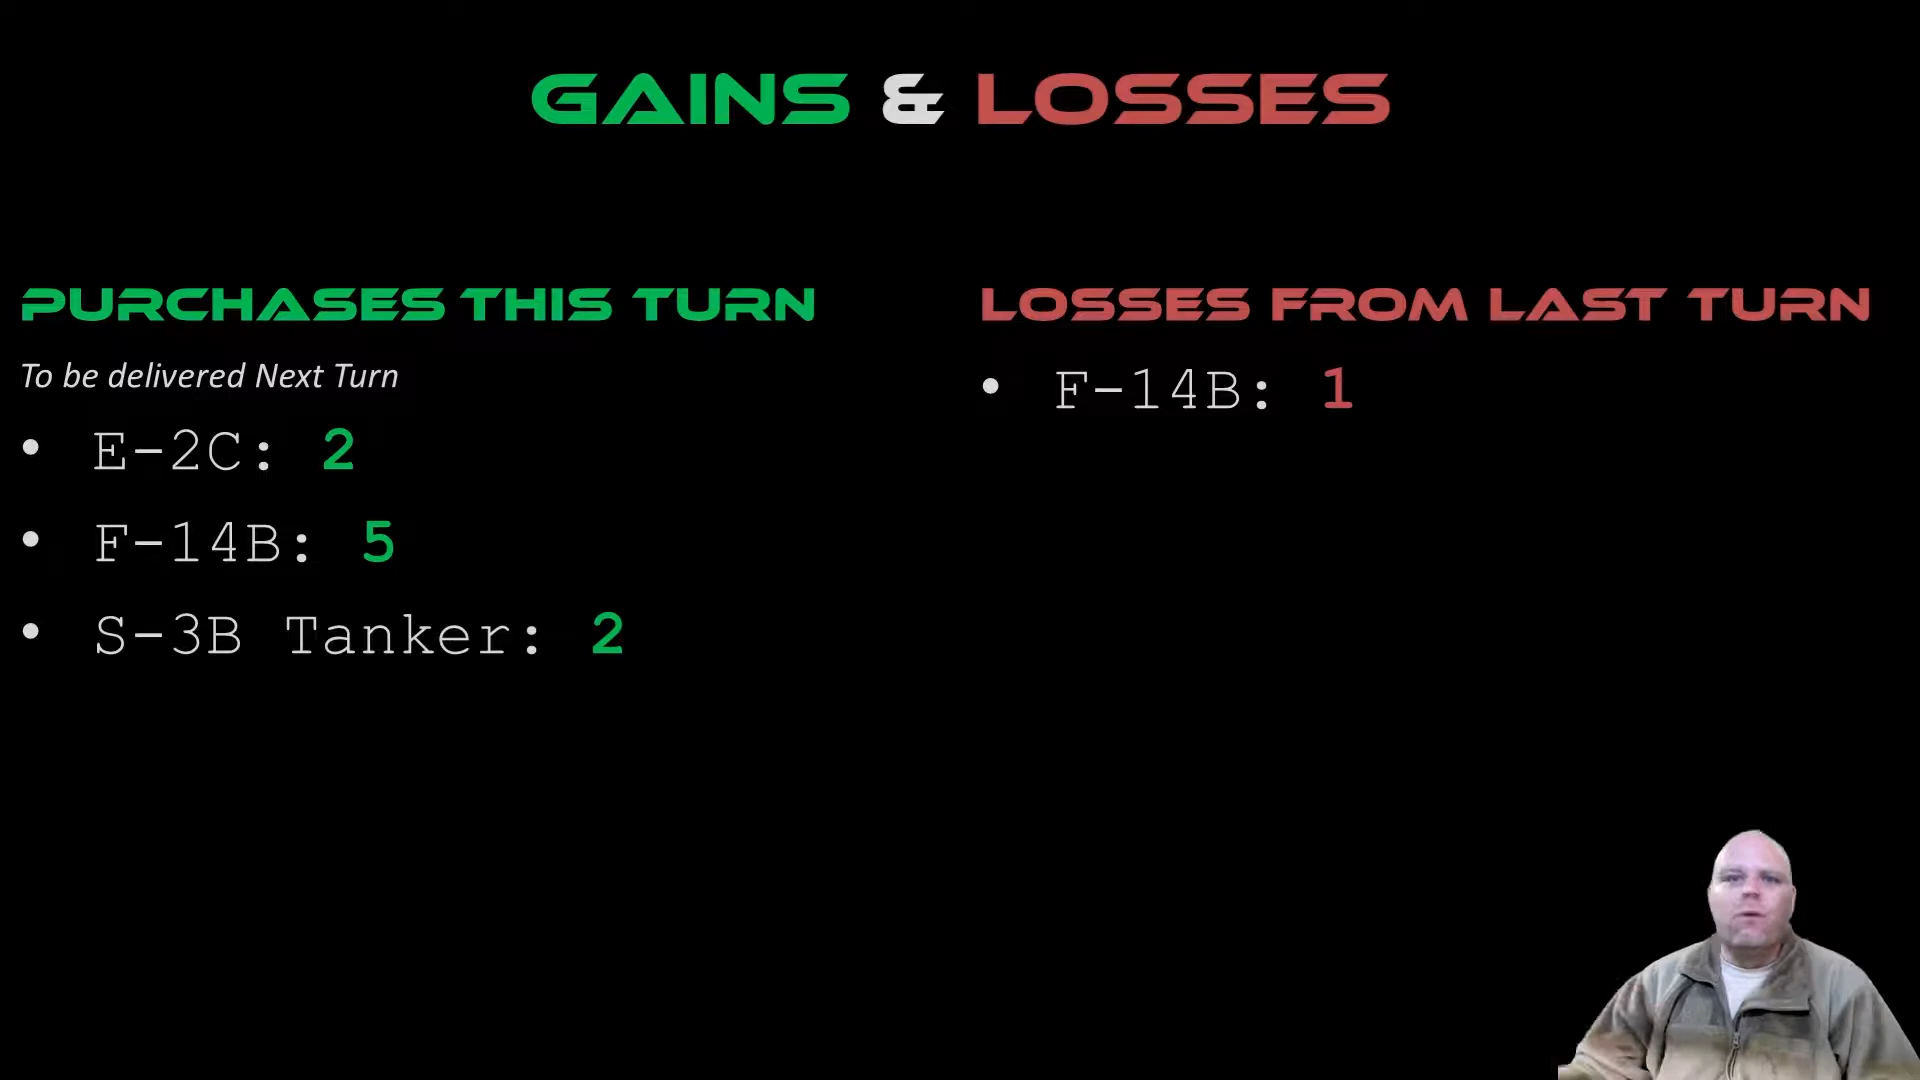 GAINS & LOSSES
PURCHASES THIS TURN
To be delivered Next Turn
• E-2C: 2
• F-14B: 5
• S-3B Tanker: 2
LOSSES FROM LAST TURN
• F-14B: 1